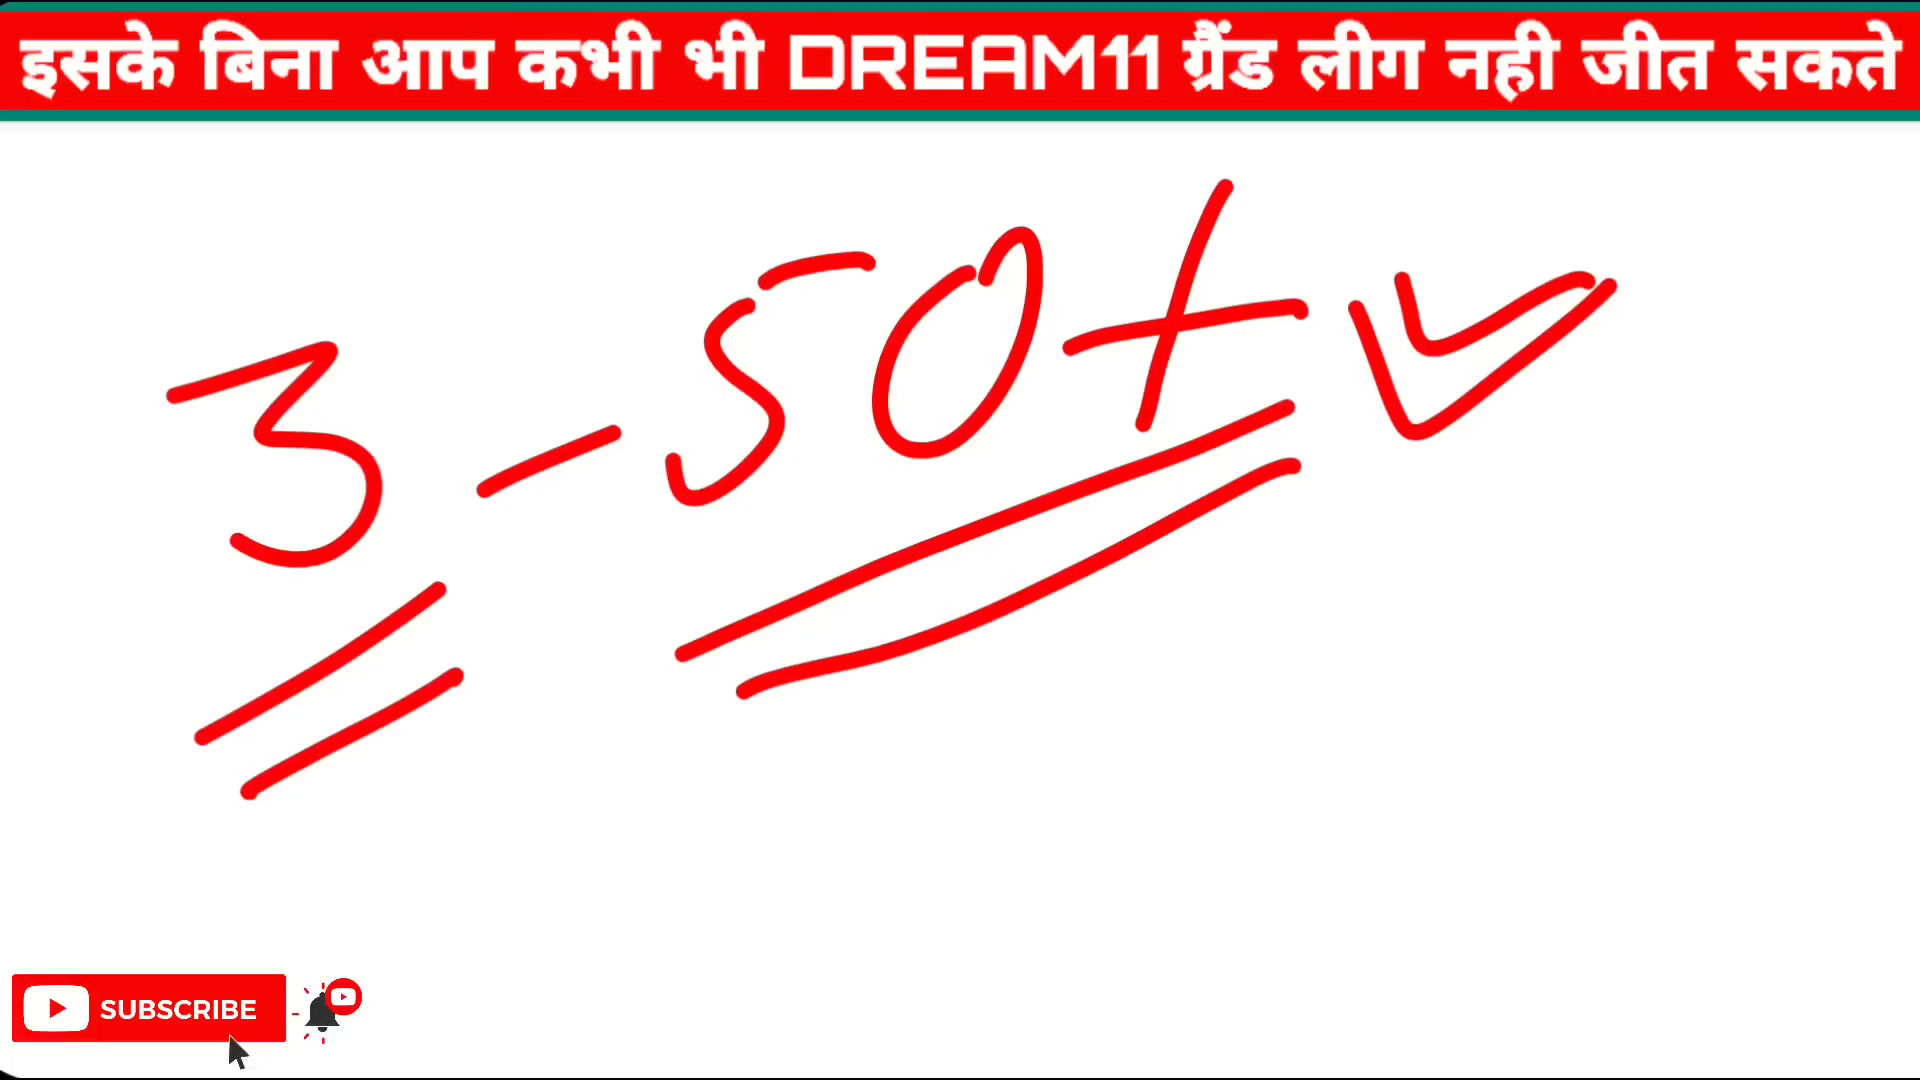 इसके बिना आप कभी भी DREAM11 ग्रैंड लीग नही जीत सकते
3 - 50+
SUBSCRIBE